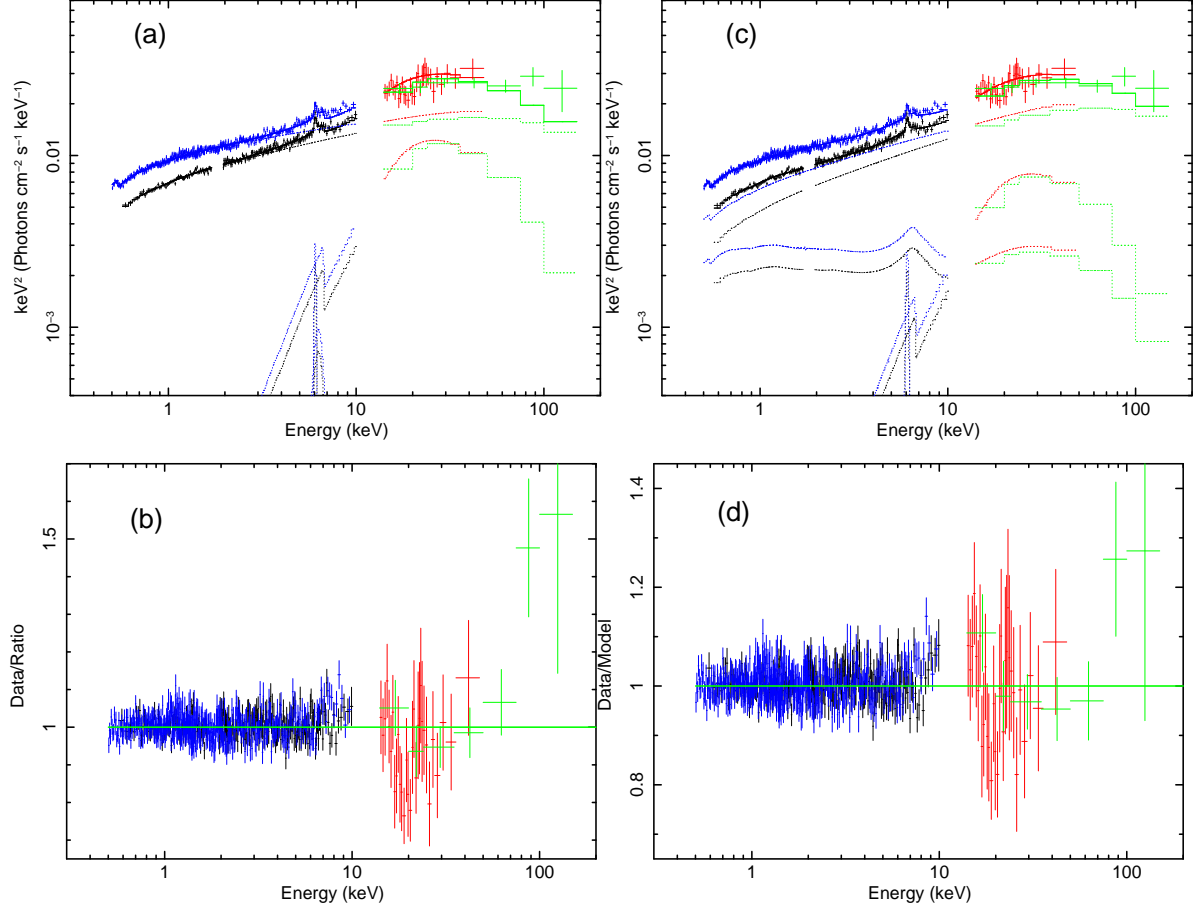 (a)
keV² (Photons cm⁻² s⁻¹ keV⁻¹)
0.01
10⁻³
1
10
100
Energy (keV)
(c)
keV² (Photons cm⁻² s⁻¹ keV⁻¹)
0.01
10⁻³
1
10
100
Energy (keV)
(b)
Data/Ratio
1.5
1
1
10
100
Energy (keV)
(d)
Data/Model
1.4
1.2
1
0.8
1
10
100
Energy (keV)